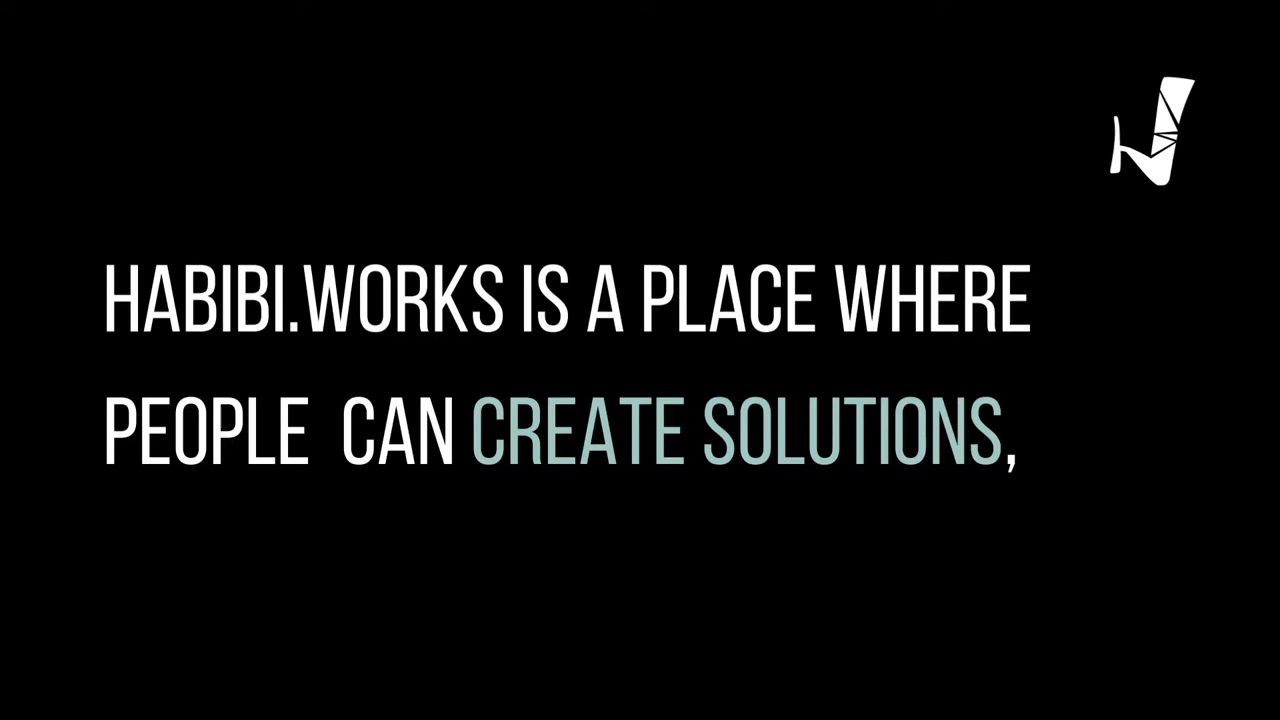 HABIBI.WORKS IS A PLACE WHERE
PEOPLE CAN CREATE SOLUTIONS,